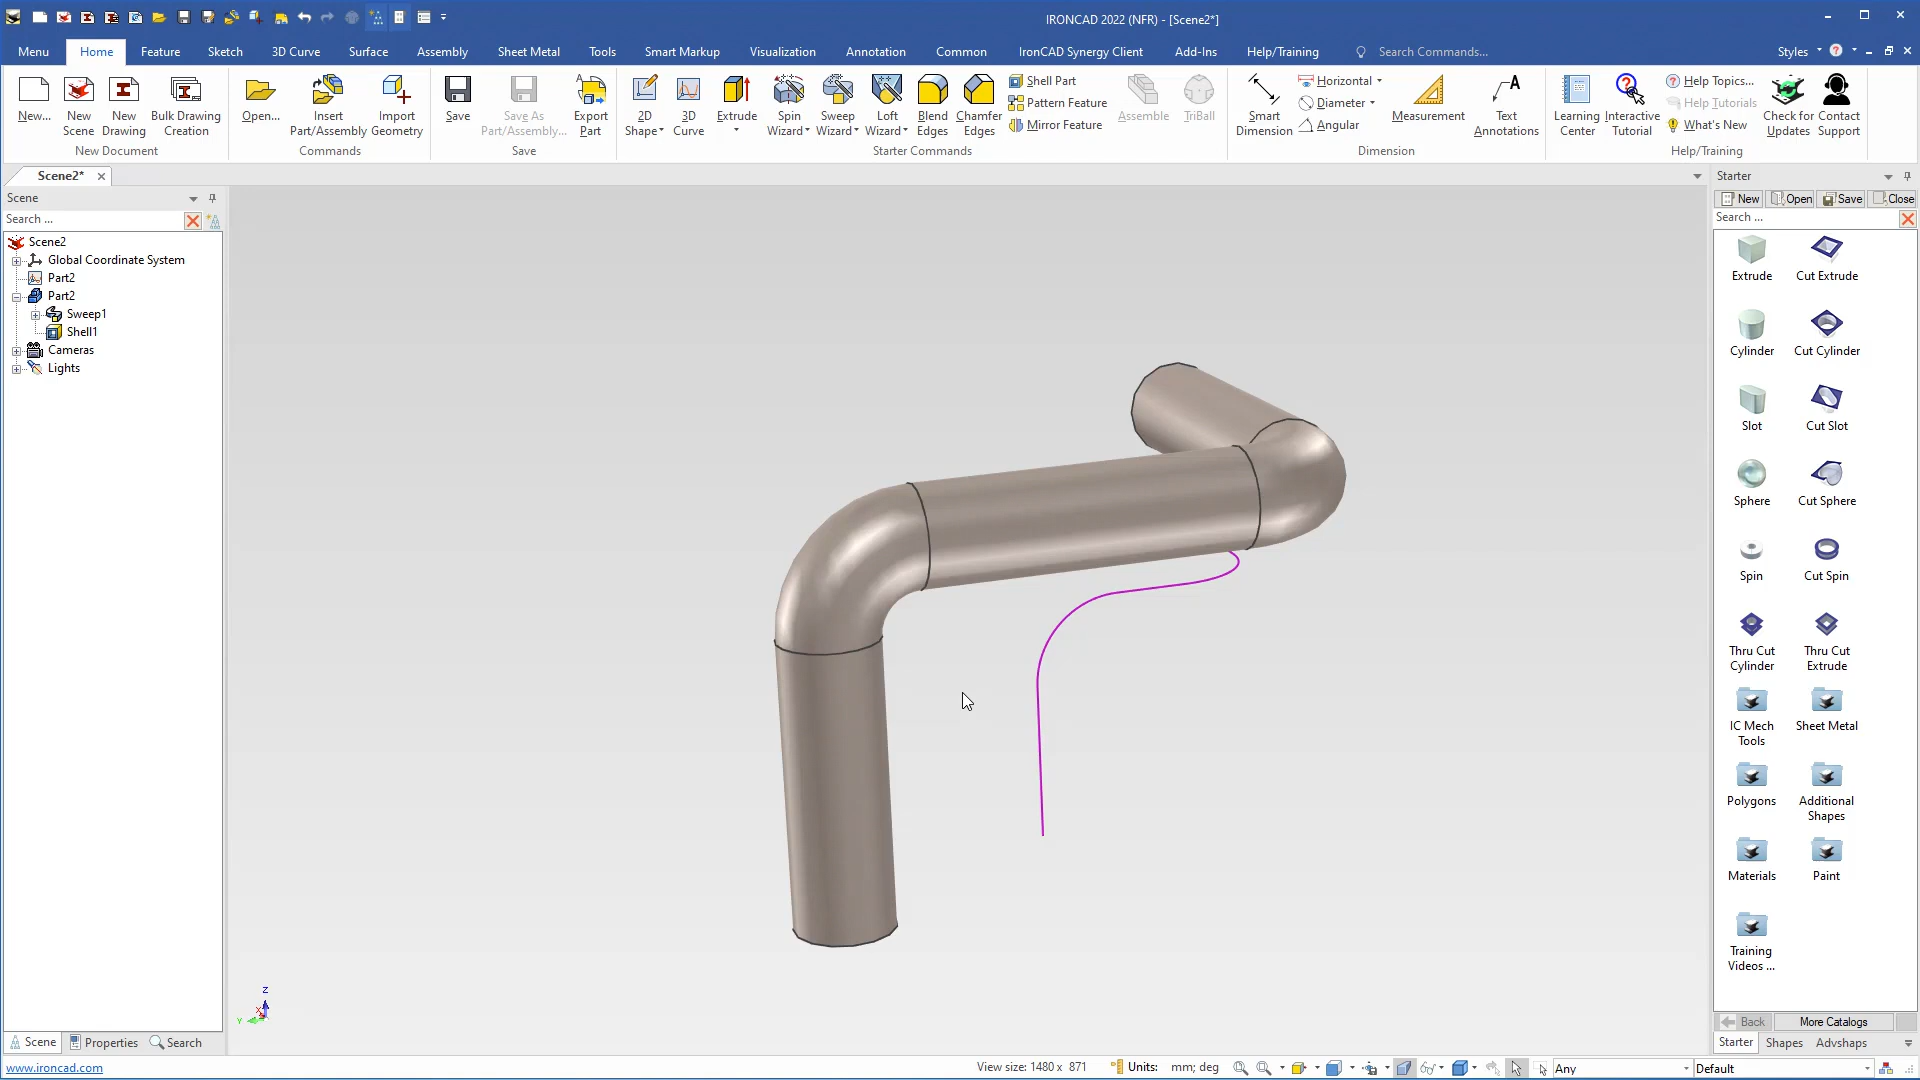 IRONCAD 2022 (NFR) - [Scene2*]
Menu Home Feature Sketch 3D Curve Surface Assembly Sheet Metal Tools Smart Markup Visualization Annotation Common IronCAD Synergy Client Add-Ins Help/Training Search Commands... Styles
New...
New Scene
New Drawing
Bulk Drawing Creation
New Document
Open...
Insert Part/Assembly
Import Geometry
Commands
Save
Save As Part/Assembly...
Export Part
Save
2D Shape
3D Curve
Extrude
Spin Wizard
Sweep Wizard
Loft Wizard
Blend Edges
Chamfer Edges
Shell Part
Pattern Feature
Mirror Feature
Assemble
TriBall
Starter Commands
Smart Dimension
Horizontal
Diameter
Angular
Measurement
Text Annotations
Dimension
Learning Center
Interactive Tutorial
Help Topics...
Help Tutorials
What's New
Check for Updates
Contact Support
Help/Training
Scene2*
Scene
Search ...
Scene2
Global Coordinate System
Part2
Part2
Sweep1
Shell1
Cameras
Lights
Z
X
Y
Scene Properties Search
Starter
New Open Save Close
Search ...
Extrude Cut Extrude
Cylinder Cut Cylinder
Slot Cut Slot
Sphere Cut Sphere
Spin Cut Spin
Thru Cut Cylinder
Thru Cut Extrude
IC Mech Tools
Sheet Metal
Polygons
Additional Shapes
Materials Paint
Training Videos ...
Back More Catalogs
Starter Shapes Advshaps
www.ironcad.com
View size: 1480 x 871 Units: mm; deg Any Default